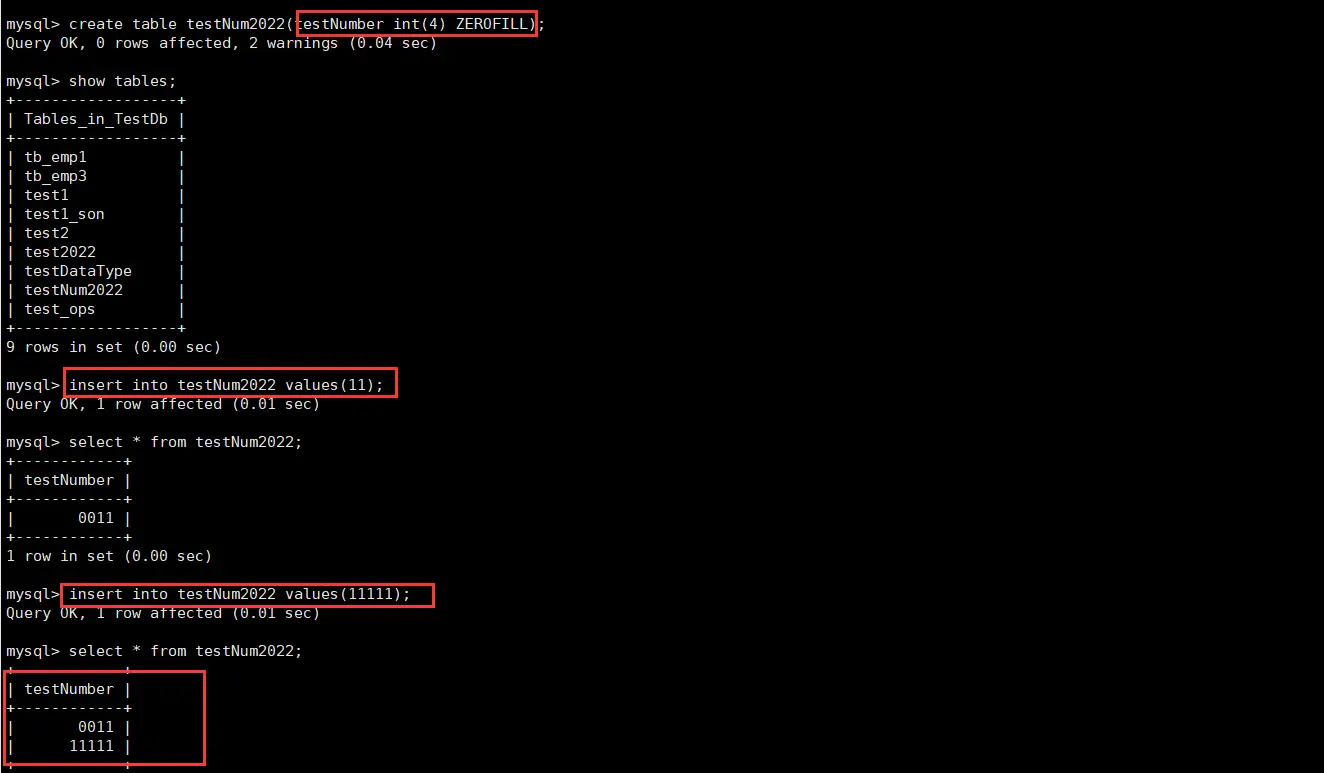 mysql> create table testNum2022(testNumber int(4) ZEROFILL);
Query OK, 0 rows affected, 2 warnings (0.04 sec)
mysql> show tables;
+------------------+
| Tables_in_TestDb |
+------------------+
| tb_emp1          |
| tb_emp3          |
| test1            |
| test1_son        |
| test2            |
| test2022         |
| testDataType     |
| testNum2022      |
| test_ops         |
+------------------+
9 rows in set (0.00 sec)
mysql> insert into testNum2022 values(11);
Query OK, 1 row affected (0.01 sec)
mysql> select * from testNum2022;
+------------+
| testNumber |
+------------+
|       0011 |
+------------+
1 row in set (0.00 sec)
mysql> insert into testNum2022 values(11111);
Query OK, 1 row affected (0.01 sec)
mysql> select * from testNum2022;
+------------+
| testNumber |
+------------+
|       0011 |
|      11111 |
+------------+